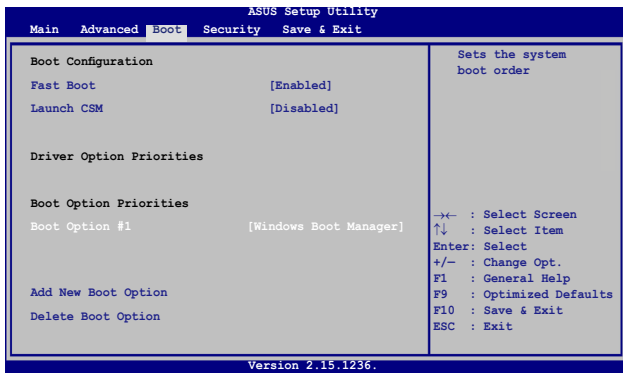 ASUS Setup Utility
Main Advanced Boot Security Save & Exit
Boot Configuration
Fast Boot [Enabled]
Launch CSM [Disabled]
Driver Option Priorities
Boot Option Priorities
Boot Option #1 [Windows Boot Manager]
Add New Boot Option
Delete Boot Option
Sets the system
boot order
→← : Select Screen
↑↓ : Select Item
Enter: Select
+/— : Change Opt.
F1 : General Help
F9 : Optimized Defaults
F10 : Save & Exit
ESC : Exit
Version 2.15.1236.